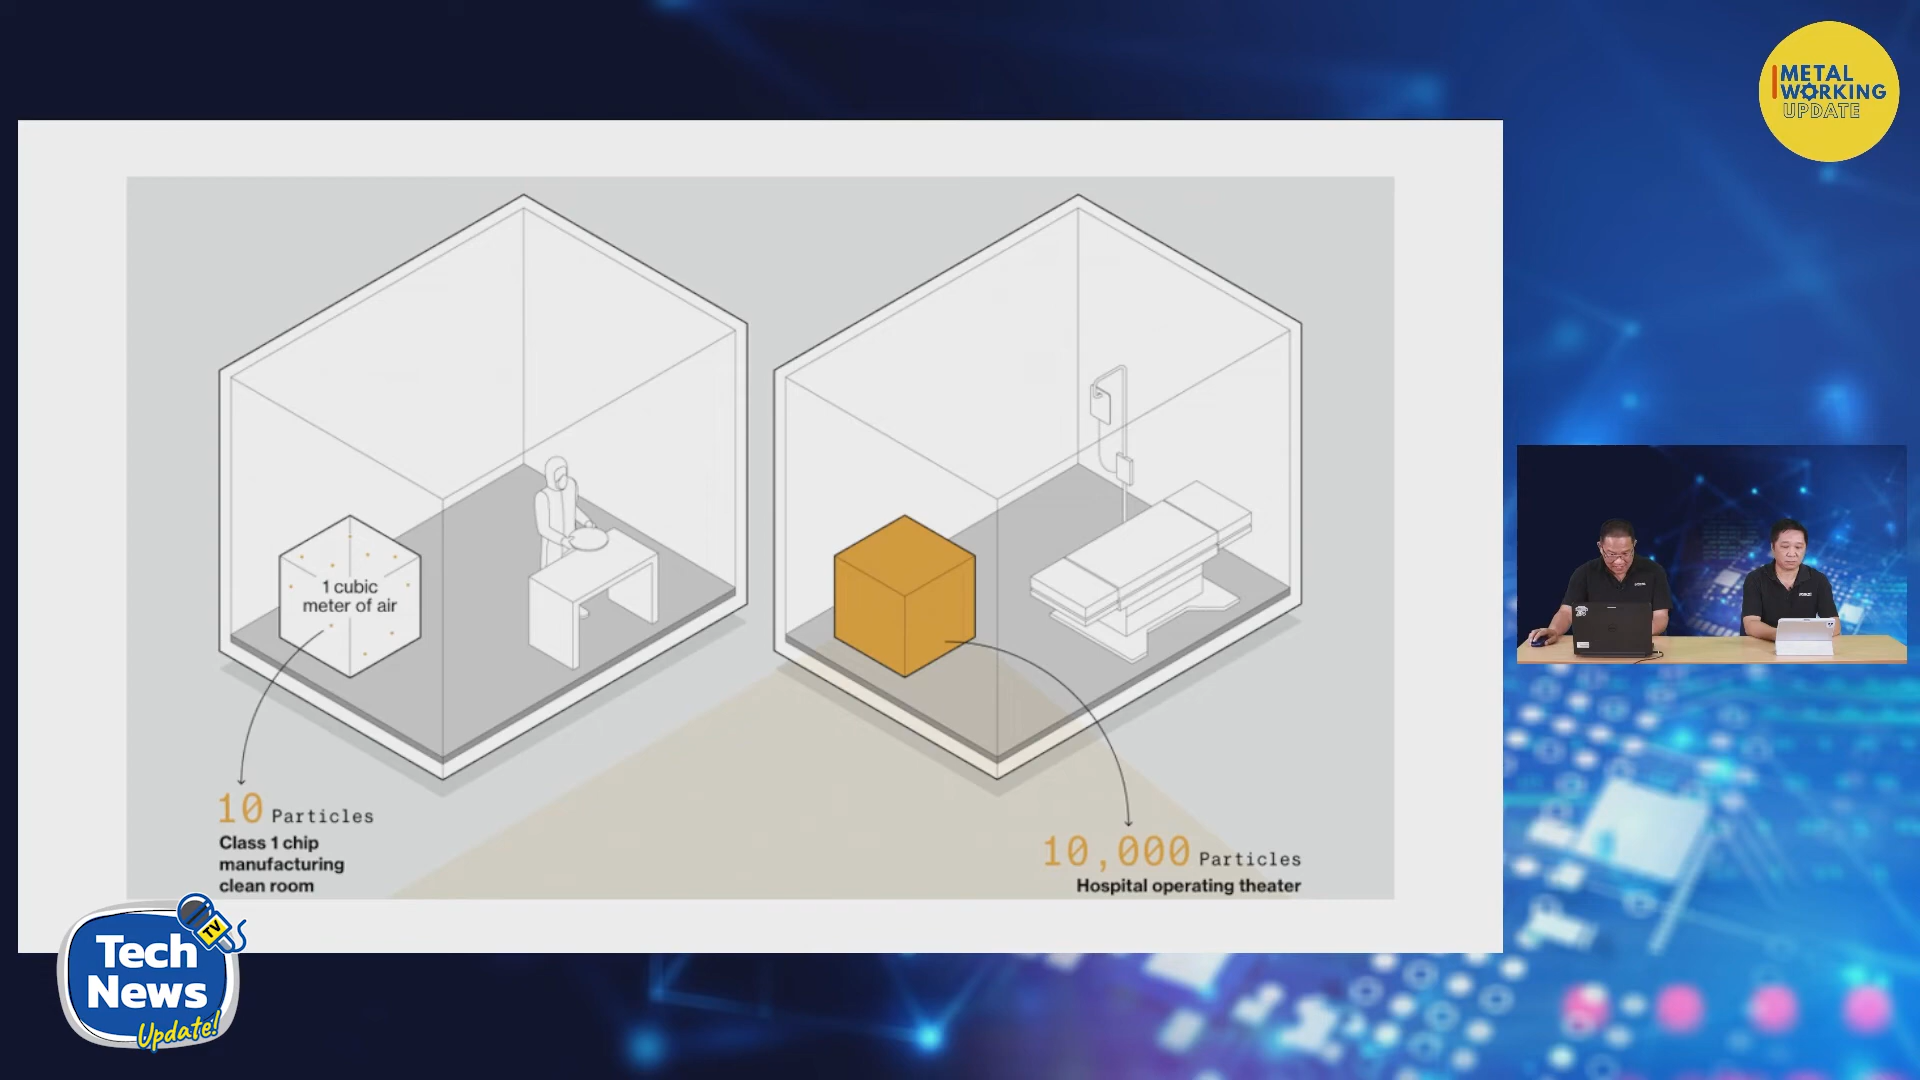 METAL
WORKING
UPDATE
1 cubic
meter of air
10 Particles
Class 1 chip
manufacturing
clean room
10,000 Particles
Hospital operating theater
TV
Tech
News
Update!